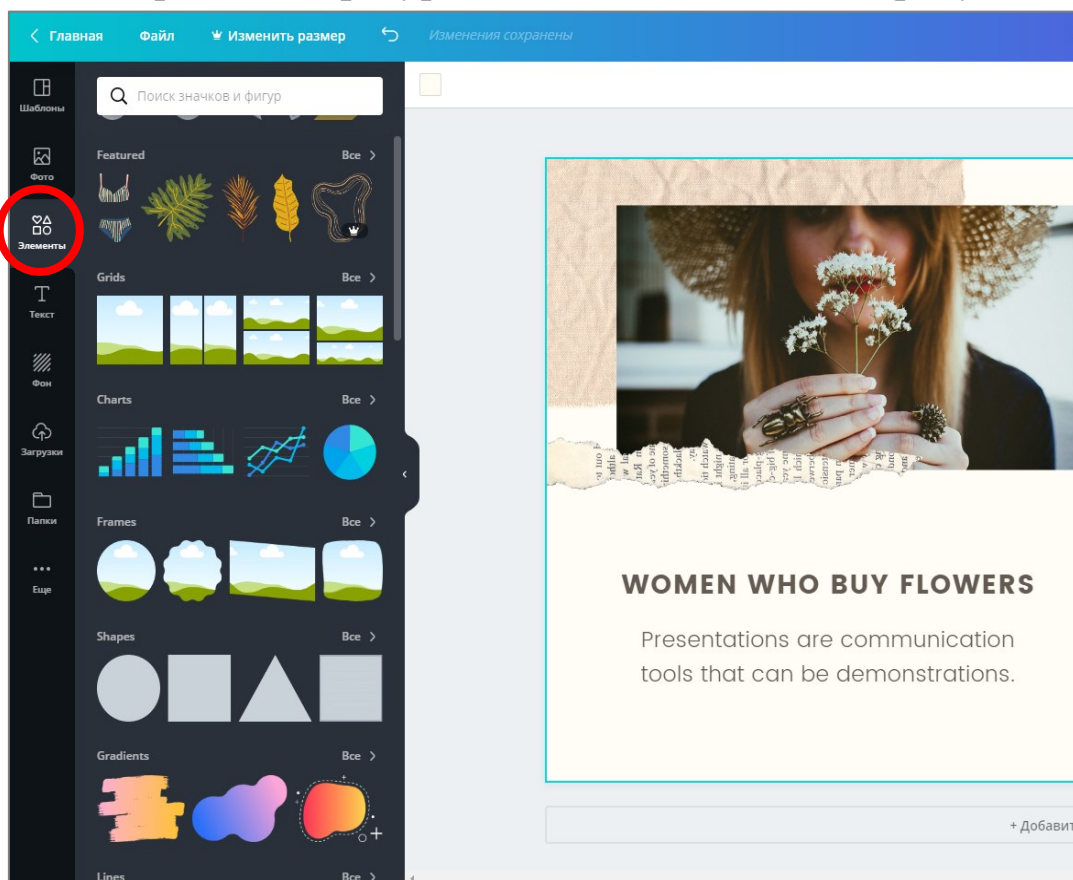 Главная Файл Изменить размер Изменения сохранены
Шаблоны
Фото
Элементы
Текст
Фон
Загрузки
Папки
Еще
Поиск значков и фигур
Featured Все
Grids Все
Charts Все
Frames Все
Shapes Все
Gradients Все
Lines Все
WOMEN WHO BUY FLOWERS
Presentations are communication
tools that can be demonstrations.
+ Добавит